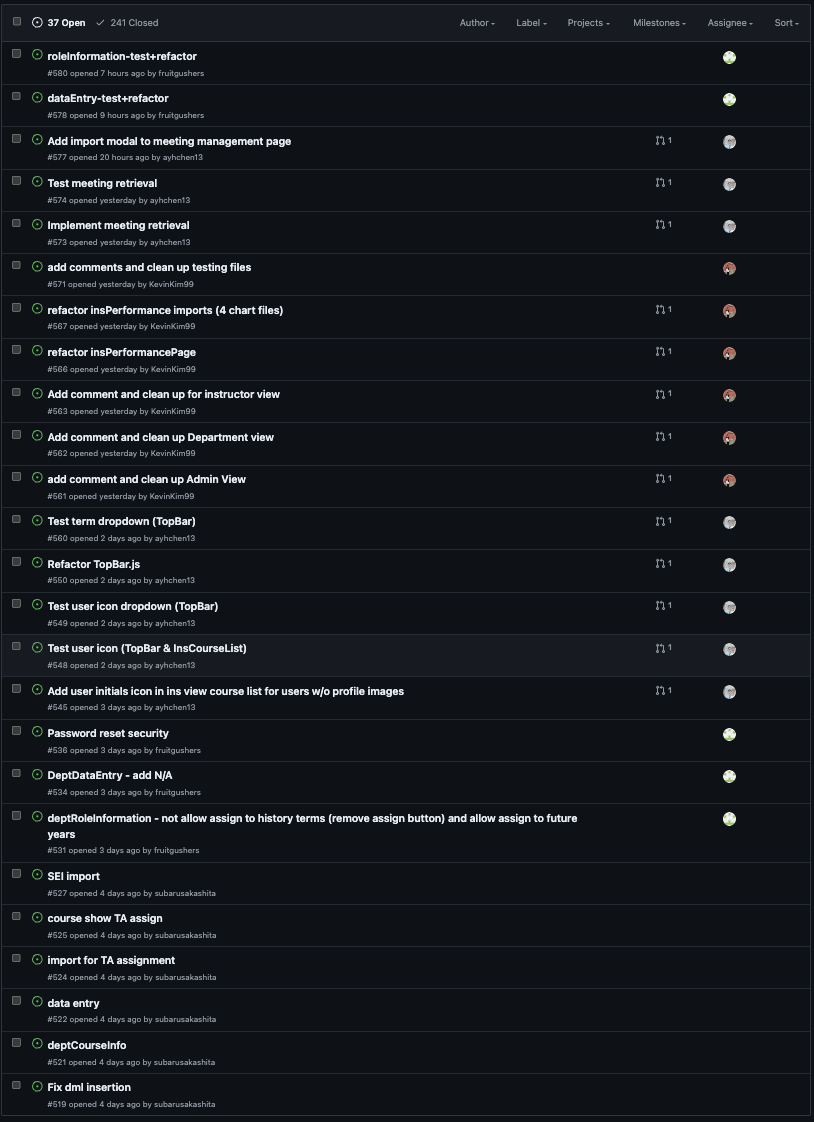 37 Open 241 Closed Author Label Projects Milestones Assignee Sort
roleInformation-test+refactor
#580 opened 7 hours ago by fruitgushers
dataEntry-test+refactor
#578 opened 9 hours ago by fruitgushers
Add import modal to meeting management page 1
#577 opened 20 hours ago by ayhchen13
Test meeting retrieval 1
#574 opened yesterday by ayhchen13
Implement meeting retrieval 1
#573 opened yesterday by ayhchen13
add comments and clean up testing files
#571 opened yesterday by KevinKim99
refactor insPerformance imports (4 chart files) 1
#567 opened yesterday by KevinKim99
refactor insPerformancePage 1
#566 opened yesterday by KevinKim99
Add comment and clean up for instructor view 1
#563 opened yesterday by KevinKim99
Add comment and clean up Department view 1
#562 opened yesterday by KevinKim99
add comment and clean up Admin View 1
#561 opened yesterday by KevinKim99
Test term dropdown (TopBar) 1
#560 opened 2 days ago by ayhchen13
Refactor TopBar.js 1
#550 opened 2 days ago by ayhchen13
Test user icon dropdown (TopBar) 1
#549 opened 2 days ago by ayhchen13
Test user icon (TopBar & InsCourseList) 1
#548 opened 2 days ago by ayhchen13
Add user initials icon in ins view course list for users w/o profile images 1
#545 opened 3 days ago by ayhchen13
Password reset security
#536 opened 3 days ago by fruitgushers
DeptDataEntry - add N/A
#534 opened 3 days ago by fruitgushers
deptRoleInformation - not allow assign to history terms (remove assign button) and allow assign to future
years
#531 opened 3 days ago by fruitgushers
SEI import
#527 opened 4 days ago by subarusakashita
course show TA assign
#525 opened 4 days ago by subarusakashita
import for TA assignment
#524 opened 4 days ago by subarusakashita
data entry
#522 opened 4 days ago by subarusakashita
deptCourseInfo
#521 opened 4 days ago by subarusakashita
Fix dml insertion
#519 opened 4 days ago by subarusakashita